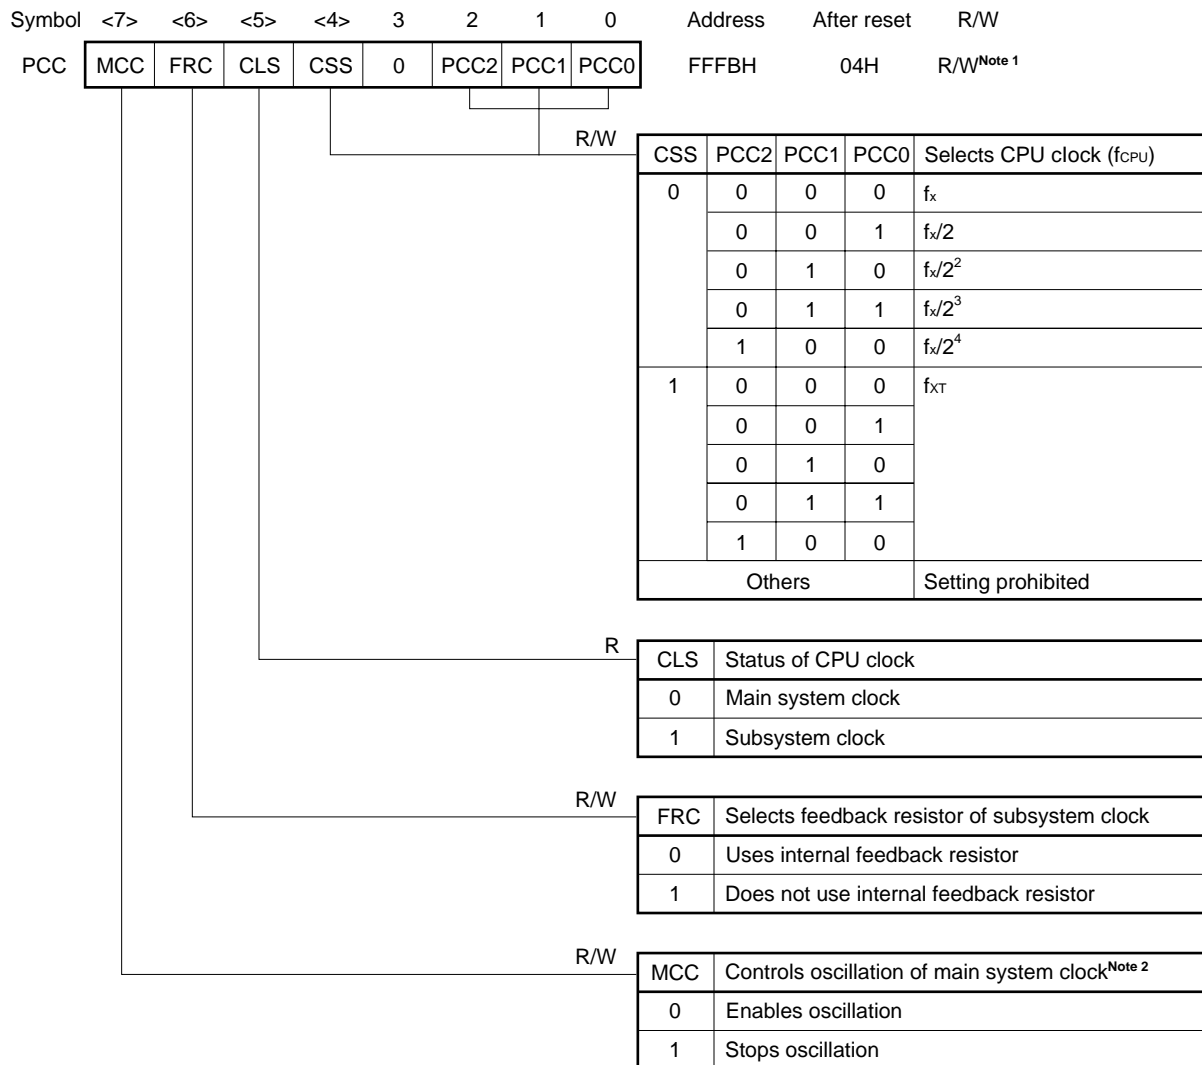 Symbol <7> <6> <5> <4> 3 2 1 0 Address After reset R/W
PCC MCC FRC CLS CSS 0 PCC2 PCC1 PCC0 FFFBH 04H R/WNote 1
R/W
CSS PCC2 PCC1 PCC0 Selects CPU clock (fCPU)
0 0 0 0 fx
0 0 1 fx/2
0 1 0 fx/2²
0 1 1 fx/2³
1 0 0 fx/2⁴
1 0 0 0 fXT
0 0 1
0 1 0
0 1 1
1 0 0
Others Setting prohibited
R
CLS Status of CPU clock
0 Main system clock
1 Subsystem clock
R/W
FRC Selects feedback resistor of subsystem clock
0 Uses internal feedback resistor
1 Does not use internal feedback resistor
R/W
MCC Controls oscillation of main system clockNote 2
0 Enables oscillation
1 Stops oscillation